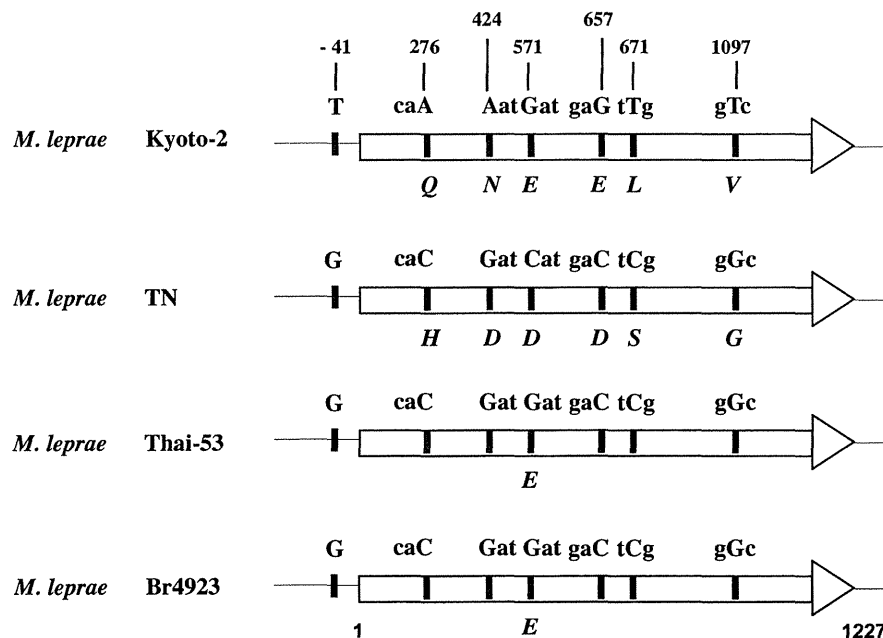 424 657
- 41 276 571 671 1097
T caA AatGat gaG tTg gTc
M. leprae Kyoto-2
Q N E E L V
G caC Gat Cat gaC tCg gGc
M. leprae TN
H D D D S G
G caC Gat Gat gaC tCg gGc
M. leprae Thai-53
E
G caC Gat Gat gaC tCg gGc
M. leprae Br4923
1 E 1227